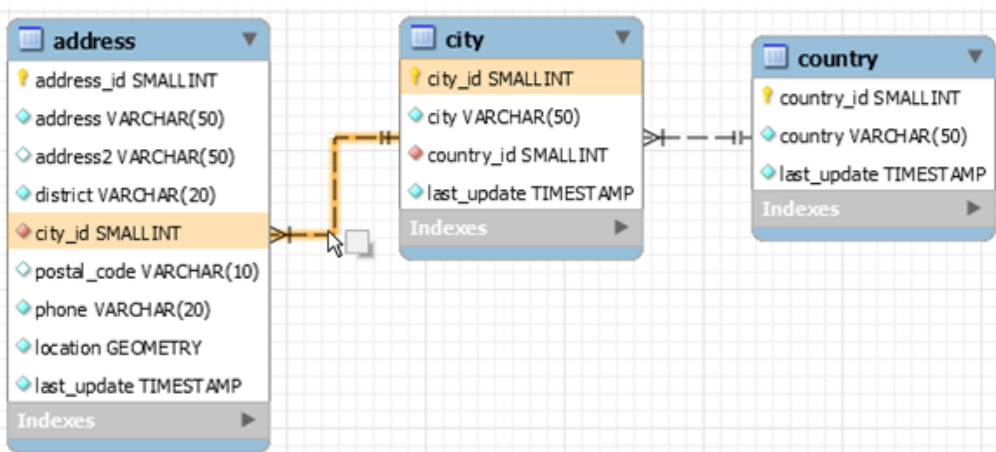 address
address_id SMALLINT
address VARCHAR(50)
address2 VARCHAR(50)
district VARCHAR(20)
city_id SMALLINT
postal_code VARCHAR(10)
phone VARCHAR(20)
location GEOMETRY
last_update TIMESTAMP
Indexes
city
city_id SMALLINT
city VARCHAR(50)
country_id SMALLINT
last_update TIMESTAMP
Indexes
country
country_id SMALLINT
country VARCHAR(50)
last_update TIMESTAMP
Indexes